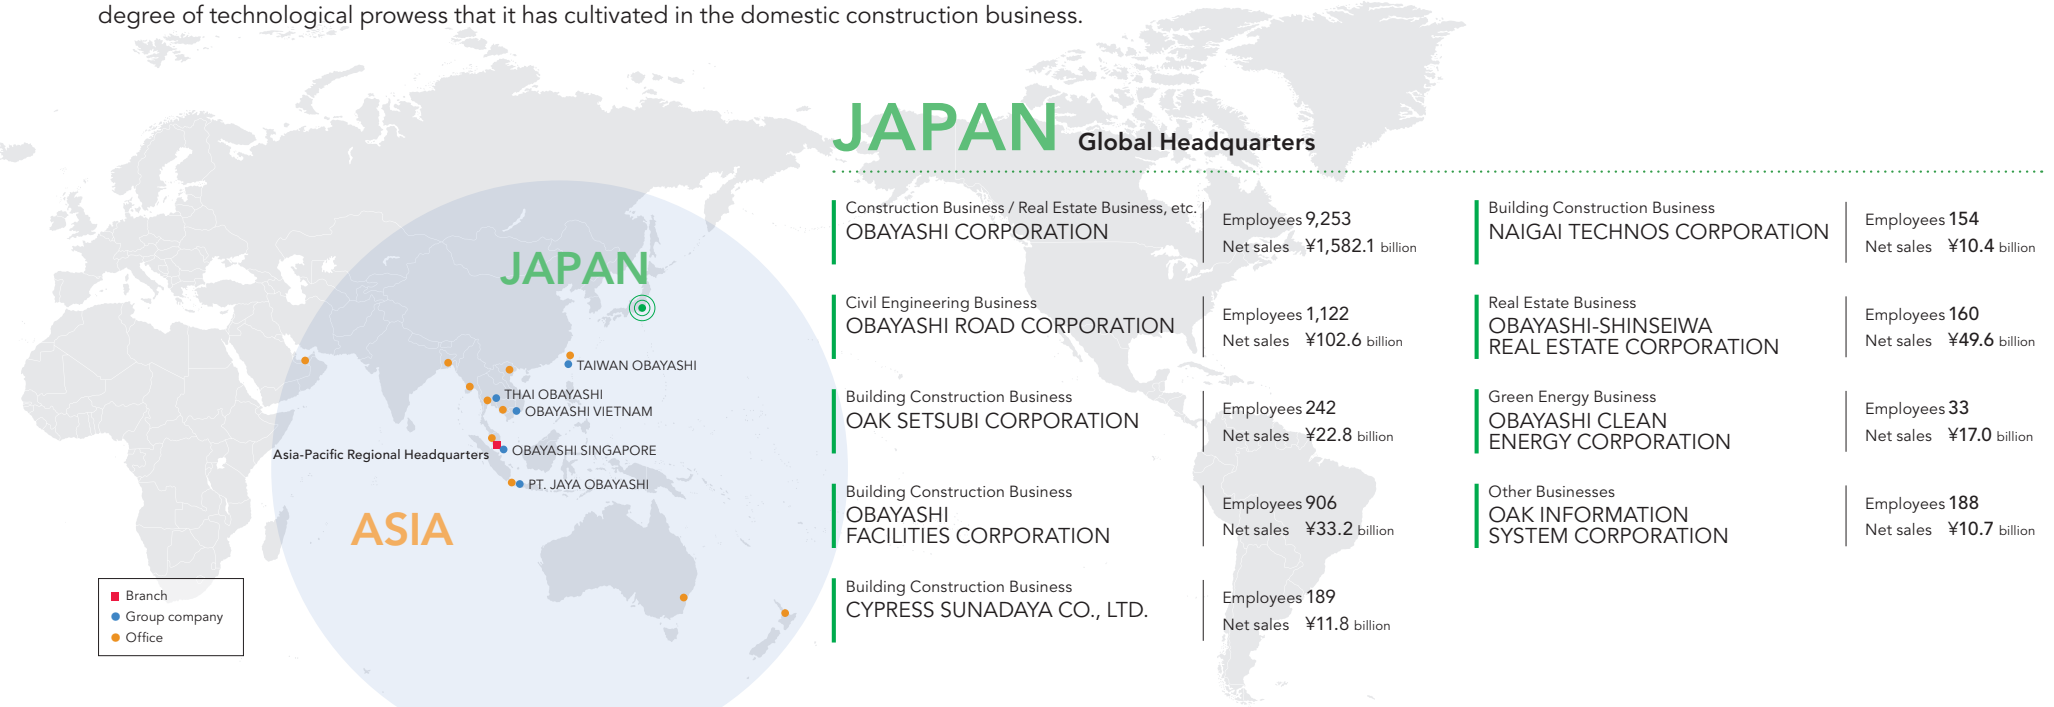 degree of technological prowess that it has cultivated in the domestic construction business.
JAPAN Global Headquarters
Construction Business / Real Estate Business, etc.
OBAYASHI CORPORATION
Employees 9,253
Net sales ¥1,582.1 billion
Civil Engineering Business
OBAYASHI ROAD CORPORATION
Employees 1,122
Net sales ¥102.6 billion
Building Construction Business
OAK SETSUBI CORPORATION
Employees 242
Net sales ¥22.8 billion
Building Construction Business
OBAYASHI
FACILITIES CORPORATION
Employees 906
Net sales ¥33.2 billion
Building Construction Business
CYPRESS SUNADAYA CO., LTD.
Employees 189
Net sales ¥11.8 billion
Building Construction Business
NAIGAI TECHNOS CORPORATION
Employees 154
Net sales ¥10.4 billion
Real Estate Business
OBAYASHI-SHINSEIWA
REAL ESTATE CORPORATION
Employees 160
Net sales ¥49.6 billion
Green Energy Business
OBAYASHI CLEAN
ENERGY CORPORATION
Employees 33
Net sales ¥17.0 billion
Other Businesses
OAK INFORMATION
SYSTEM CORPORATION
Employees 188
Net sales ¥10.7 billion
JAPAN
TAIWAN OBAYASHI
THAI OBAYASHI
OBAYASHI VIETNAM
OBAYASHI SINGAPORE
Asia-Pacific Regional Headquarters
PT. JAYA OBAYASHI
ASIA
Branch
Group company
Office